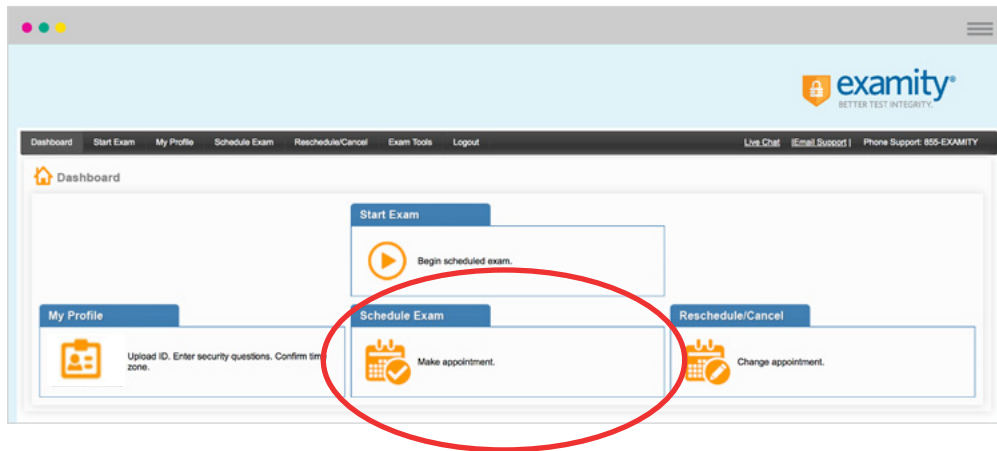 examity®
BETTER TEST INTEGRITY.
Dashboard Start Exam My Profile Schedule Exam Reschedule/Cancel Exam Tools Logout Live Chat |Email Support| Phone Support: 855-EXAMITY
Dashboard
Start Exam
Begin scheduled exam.
My Profile
Upload ID. Enter security questions. Confirm time
zone.
Schedule Exam
Make appointment.
Reschedule/Cancel
Change appointment.